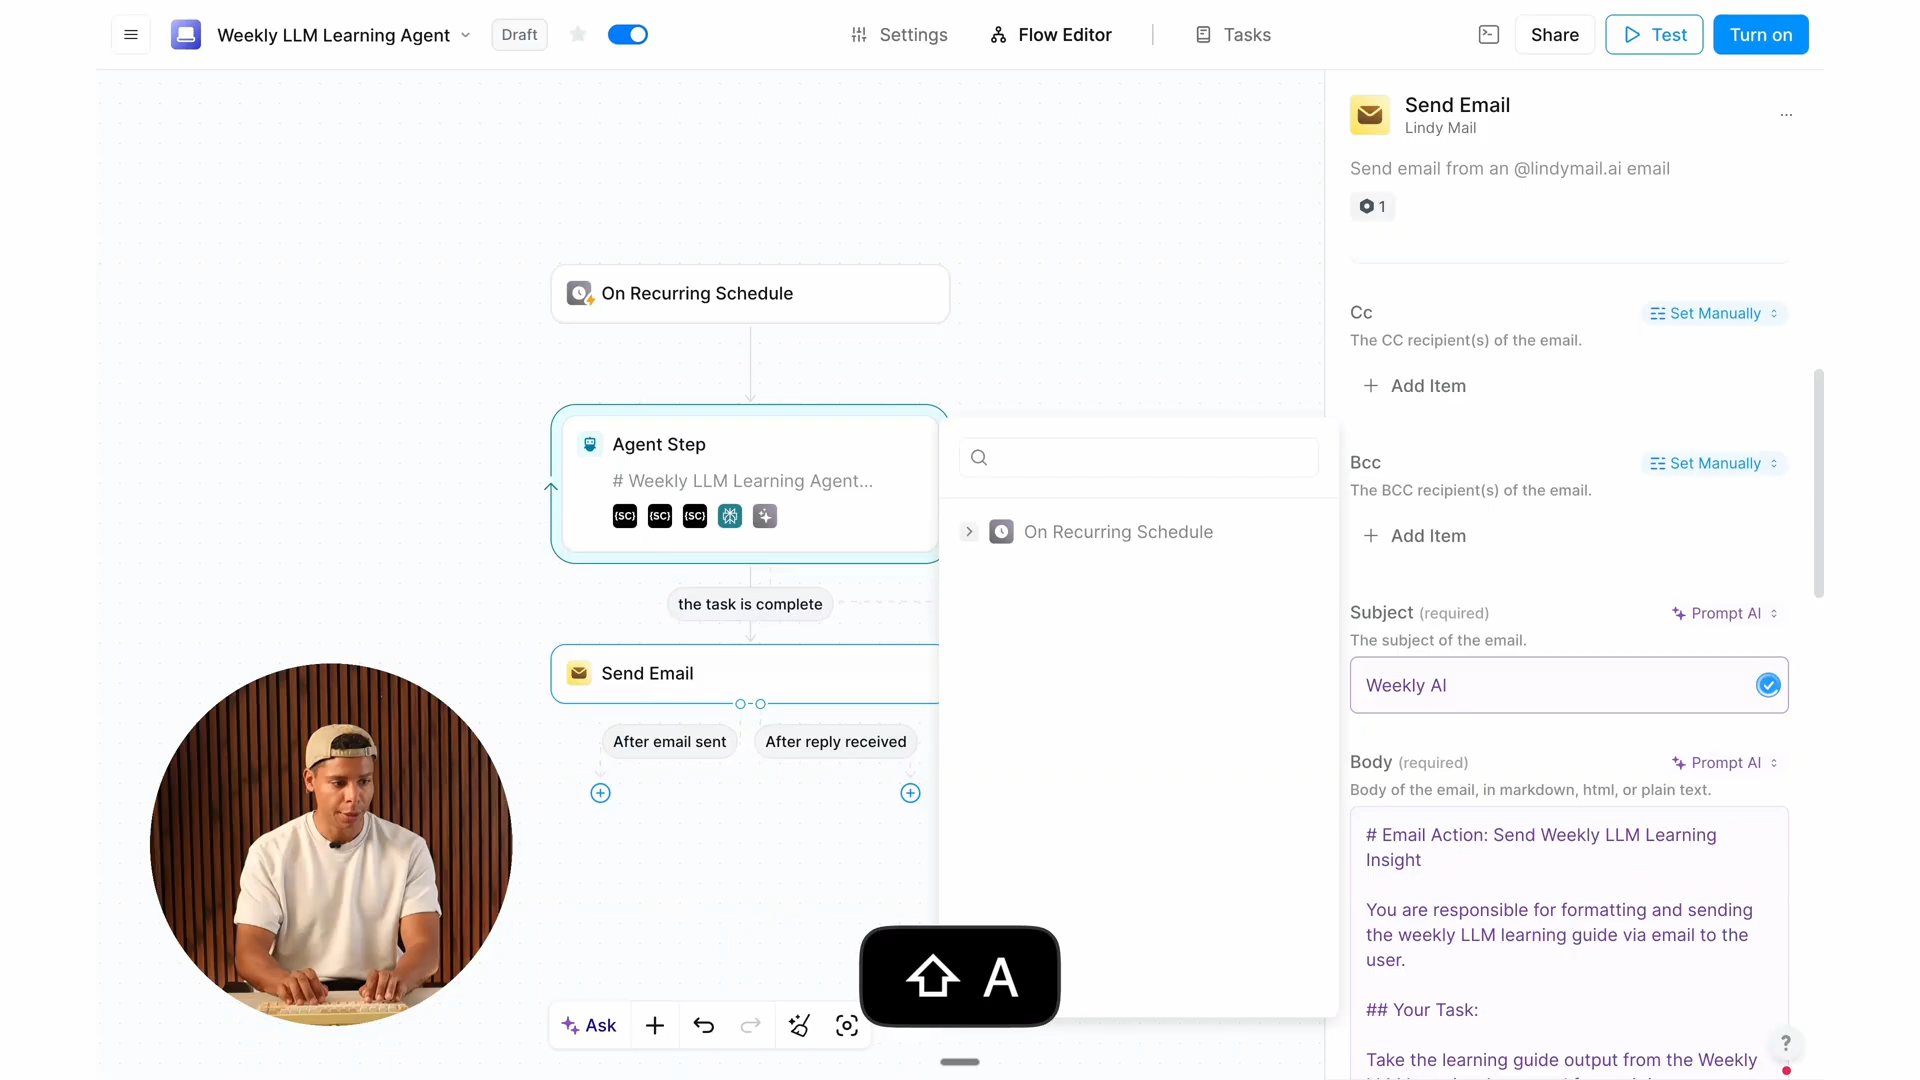 Weekly LLM Learning Agent
Draft
Settings
Flow Editor
Tasks
Share
Test
Turn on
On Recurring Schedule
Agent Step
# Weekly LLM Learning Agent...
{SC} {SC} {SC}
the task is complete
Send Email
After email sent
After reply received
On Recurring Schedule
Send Email
Lindy Mail
...
Send email from an @lindymail.ai email
1
Cc
Set Manually
The CC recipient(s) of the email.
Add Item
Bcc
Set Manually
The BCC recipient(s) of the email.
Add Item
Subject (required)
Prompt AI
The subject of the email.
Weekly AI
Body (required)
Prompt AI
Body of the email, in markdown, html, or plain text.
# Email Action: Send Weekly LLM Learning
Insight
You are responsible for formatting and sending
the weekly LLM learning guide via email to the
user.
## Your Task:
Take the learning guide output from the Weekly
Ask
A
?